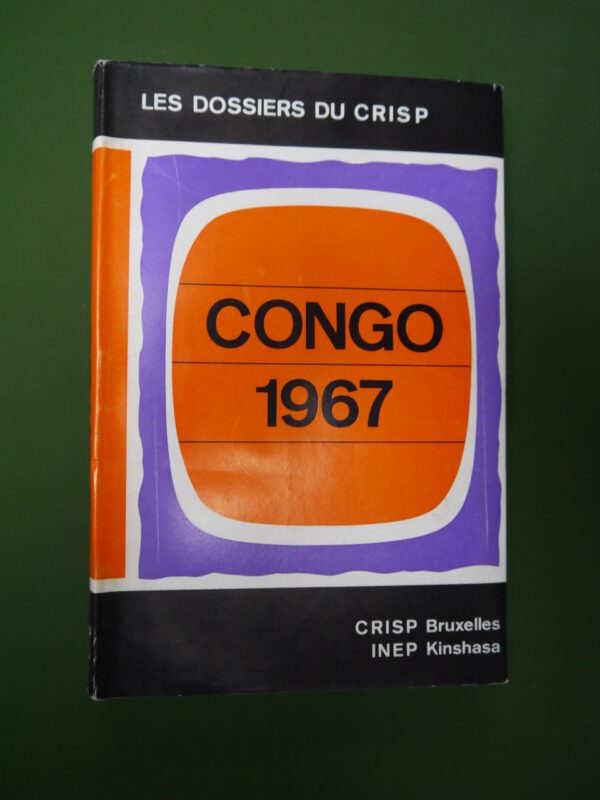 LES DOSSIERS DU CRISP
CONGO
1967
CRISP Bruxelles
INEP Kinshasa